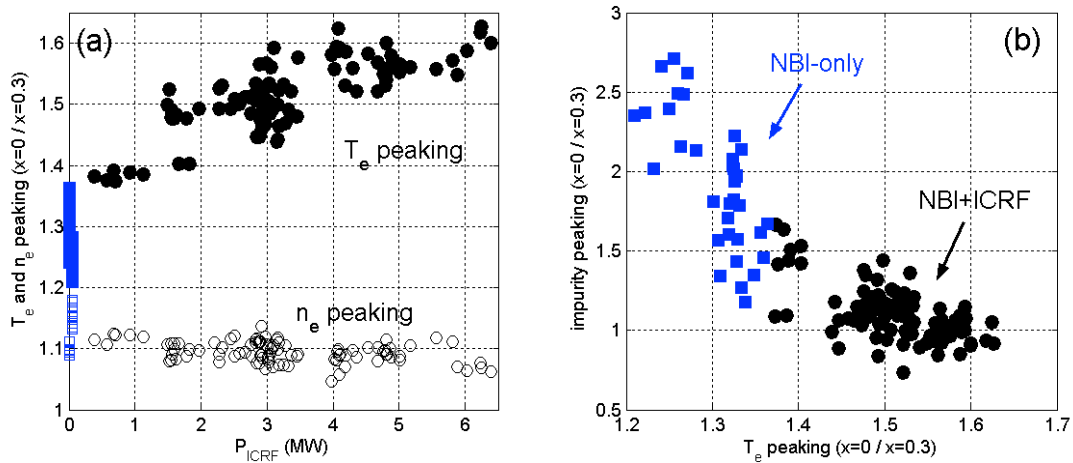 (a)
T_e and n_e peaking (x=0 / x=0.3)
1.6
1.5
1.4
1.3
1.2
1.1
1
T_e peaking
n_e peaking
0
1
2
3
4
5
6
P_ICRF (MW)
(b)
impurity peaking (x=0 / x=0.3)
3
2.5
2
1.5
1
0.5
NBI-only
NBI+ICRF
1.2
1.3
1.4
1.5
1.6
1.7
T_e peaking (x=0 / x=0.3)